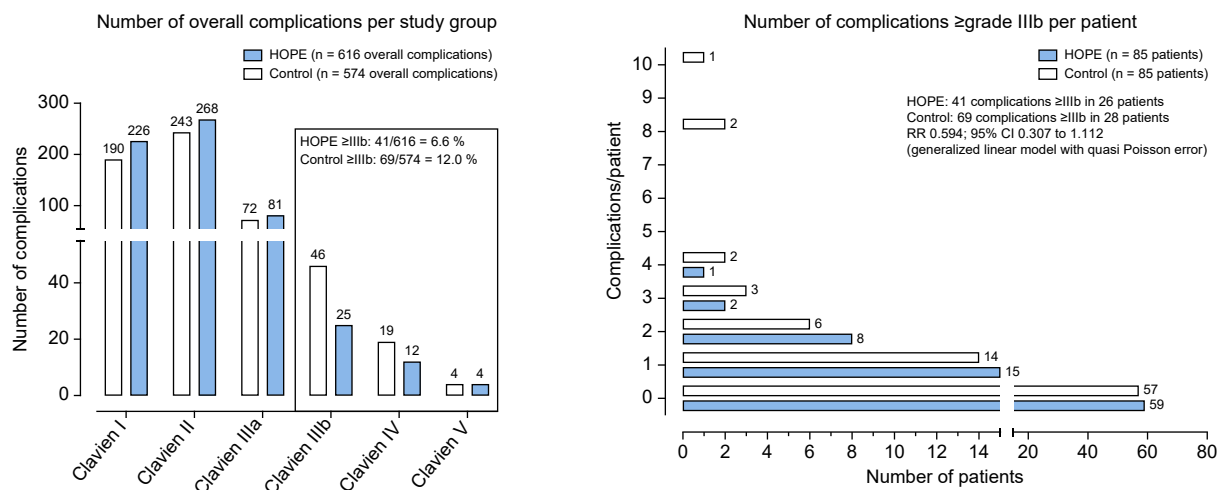 Number of overall complications per study group
HOPE (n = 616 overall complications)
Control (n = 574 overall complications)
Number of complications
300
200
100
40
20
0
190
226
243
268
72
81
46
25
19
12
4
4
HOPE ≥IIIb: 41/616 = 6.6 %
Control ≥IIIb: 69/574 = 12.0 %
Clavien I
Clavien II
Clavien IIIa
Clavien IIIb
Clavien IV
Clavien V
Number of complications ≥grade IIIb per patient
HOPE (n = 85 patients)
Control (n = 85 patients)
HOPE: 41 complications ≥IIIb in 26 patients
Control: 69 complications ≥IIIb in 28 patients
RR 0.594; 95% CI 0.307 to 1.112
(generalized linear model with quasi Poisson error)
Complications/patient
10
8
6
4
3
2
1
0
1
2
2
1
3
2
6
8
14
15
57
59
0
2
4
6
8
10
12
14
20
40
60
80
Number of patients